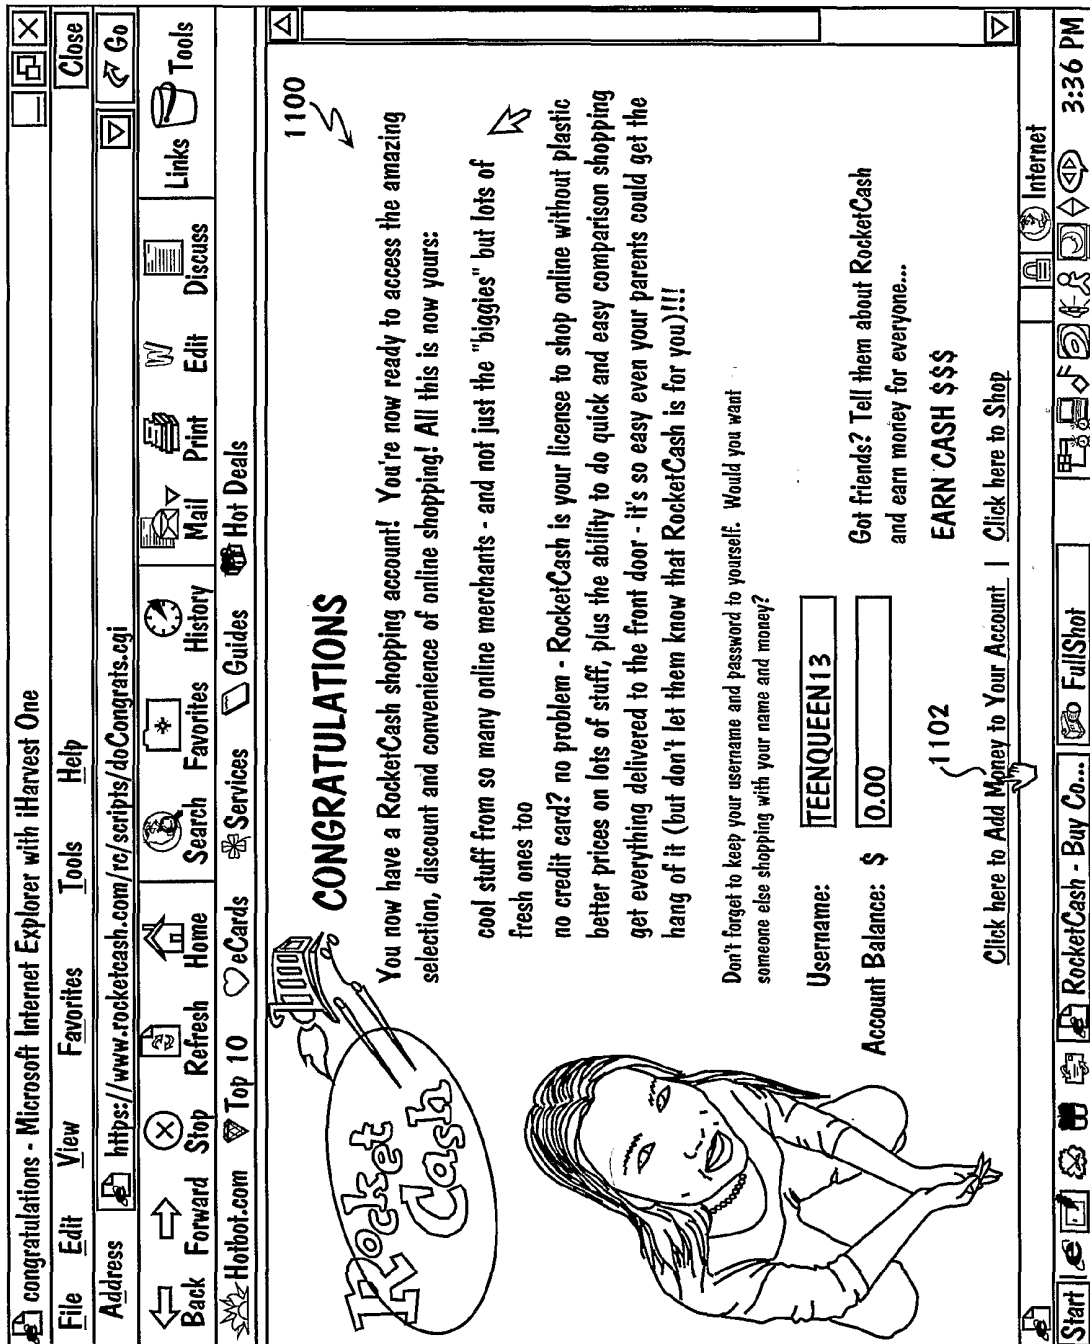 congratulations - Microsoft Internet Explorer with iHarvest One
File Edit View Favorites Tools Help Close
Address https://www.rocketcash.com/rc/scripts/doCongrats.cgi Go
Back Forward Stop Refresh Home Search Favorites History Mail Print Edit Discuss Links Tools
Hotbot.com Top 10 eCards Services Guides Hot Deals
Rocket
Cash
CONGRATULATIONS
1100
You now have a RocketCash shopping account! You're now ready to access the amazing
selection, discount and convenience of online shopping! All this is now yours:
cool stuff from so many online merchants - and not just the "biggies" but lots of
fresh ones too
no credit card? no problem - RocketCash is your license to shop online without plastic
better prices on lots of stuff, plus the ability to do quick and easy comparison shopping
get everything delivered to the front door - it's so easy even your parents could get the
hang of it (but don't let them know that RocketCash is for you)!!!
Don't forget to keep your username and password to yourself. Would you want
someone else shopping with your name and money?
Username: TEENQUEEN13
Account Balance: $ 0.00
Got friends? Tell them about RocketCash
and earn money for everyone...
EARN CASH $$$
1102
Click here to Add Money to Your Account | Click here to Shop
Internet
Start RocketCash - Buy Co... FullShot 3:36 PM